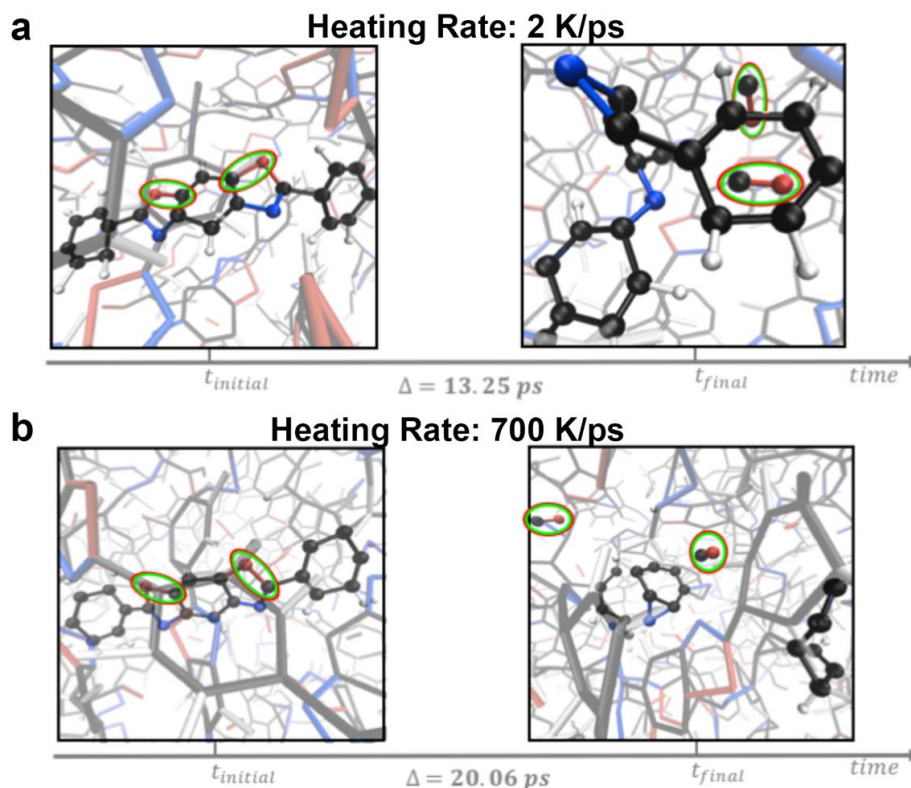 a
Heating Rate: 2 K/ps
t_initial
Δ = 13.25 ps
t_final
time
b
Heating Rate: 700 K/ps
t_initial
Δ = 20.06 ps
t_final
time